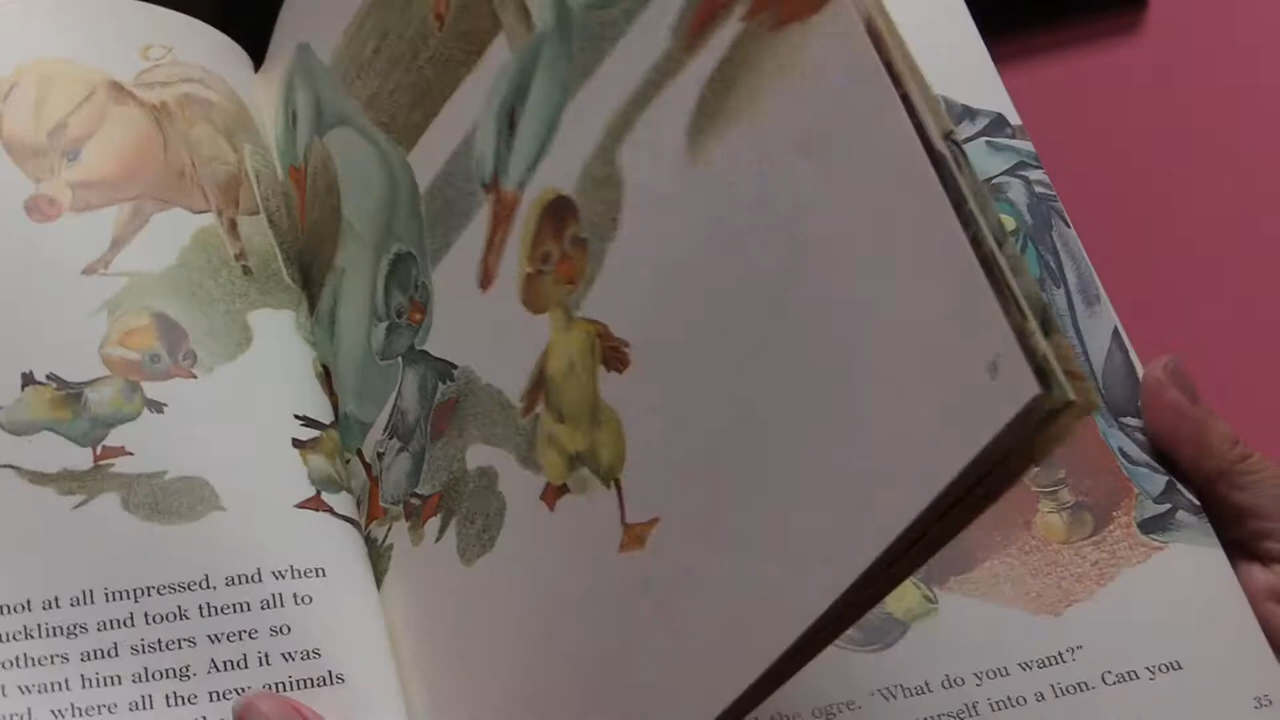 not at all impressed, and when
ucklings and took them all to
others and sisters were so
t want him along. And it was
rd, where all the new animals
the ogre. "What do you want?"
urself into a lion. Can you
35